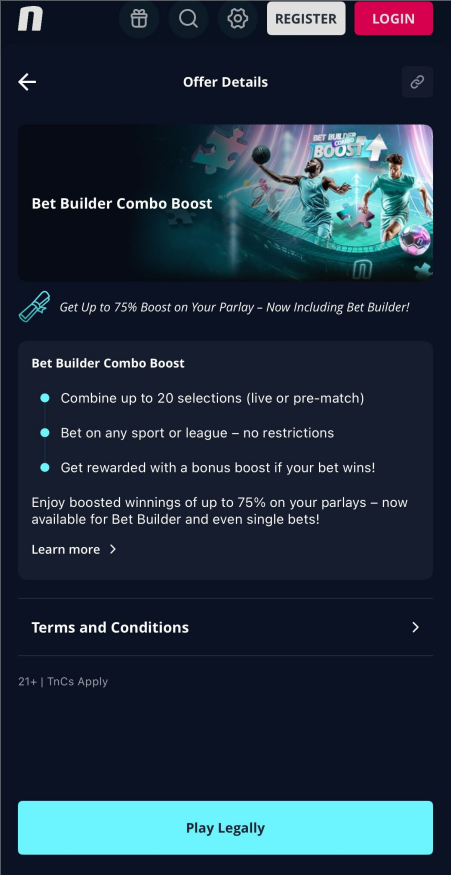 n
REGISTER
LOGIN
Offer Details
BET BUILDER
COMBO
BOOST
Bet Builder Combo Boost
n
Get Up to 75% Boost on Your Parlay – Now Including Bet Builder!
Bet Builder Combo Boost
Combine up to 20 selections (live or pre-match)
Bet on any sport or league – no restrictions
Get rewarded with a bonus boost if your bet wins!
Enjoy boosted winnings of up to 75% on your parlays – now
available for Bet Builder and even single bets!
Learn more
Terms and Conditions
21+ | TnCs Apply
Play Legally